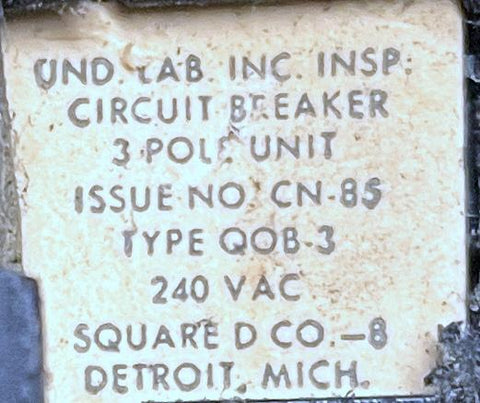 UND. LAB. INC. INSP.
CIRCUIT BREAKER
3 POLE UNIT
ISSUE NO. CN-85
TYPE QOB-3
240 VAC
SQUARE D CO.-8
DETROIT, MICH.